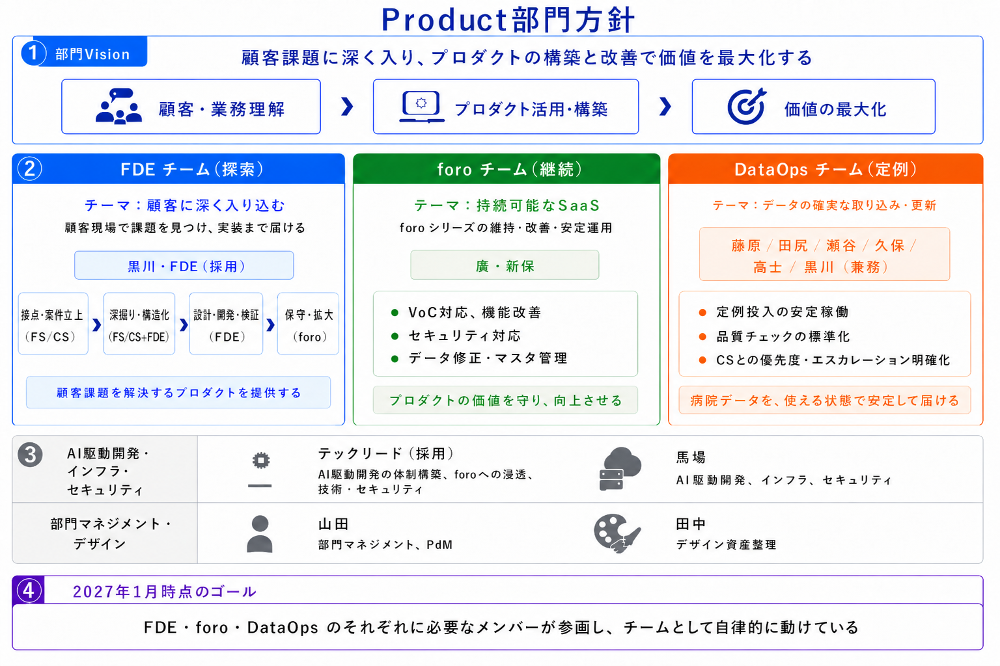 Product部門方針
1 部門Vision
顧客課題に深く入り、プロダクトの構築と改善で価値を最大化する
顧客・業務理解
プロダクト活用・構築
価値の最大化
2 FDE チーム（探索）
テーマ：顧客に深く入り込む
顧客現場で課題を見つけ、実装まで届ける
黒川・FDE（採用）
接点・案件立上
（FS/CS）
深掘り・構造化
（FS/CS+FDE）
設計・開発・検証
（FDE）
保守・拡大
（foro）
顧客課題を解決するプロダクトを提供する
foro チーム（継続）
テーマ：持続可能なSaaS
foro シリーズの維持・改善・安定運用
廣・新保
VoC対応、機能改善
セキュリティ対応
データ修正・マスタ管理
プロダクトの価値を守り、向上させる
DataOps チーム（定例）
テーマ：データの確実な取り込み・更新
藤原 / 田尻 / 瀬谷 / 久保 /
高士 / 黒川（兼務）
定例投入の安定稼働
品質チェックの標準化
CSとの優先度・エスカレーション明確化
病院データを、使える状態で安定して届ける
3 AI駆動開発・
インフラ・
セキュリティ
テックリード（採用）
AI駆動開発の体制構築、foroへの浸透、
技術・セキュリティ
馬場
AI駆動開発、インフラ、セキュリティ
部門マネジメント・
デザイン
山田
部門マネジメント、PdM
田中
デザイン資産整理
4 2027年1月時点のゴール
FDE・foro・DataOps のそれぞれに必要なメンバーが参画し、チームとして自律的に動けている